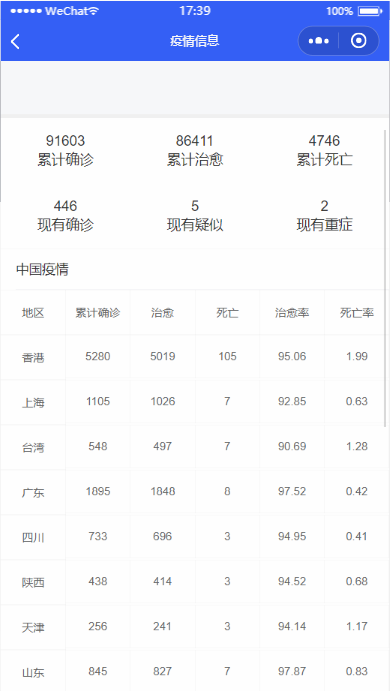 WeChat 17:39 100%
疫情信息
91603 86411 4746
累计确诊 累计治愈 累计死亡
446 5 2
现有确诊 现有疑似 现有重症
中国疫情
地区 累计确诊 治愈 死亡 治愈率 死亡率
香港 5280 5019 105 95.06 1.99
上海 1105 1026 7 92.85 0.63
台湾 548 497 7 90.69 1.28
广东 1895 1848 8 97.52 0.42
四川 733 696 3 94.95 0.41
陕西 438 414 3 94.52 0.68
天津 256 241 3 94.14 1.17
山东 845 827 7 97.87 0.83